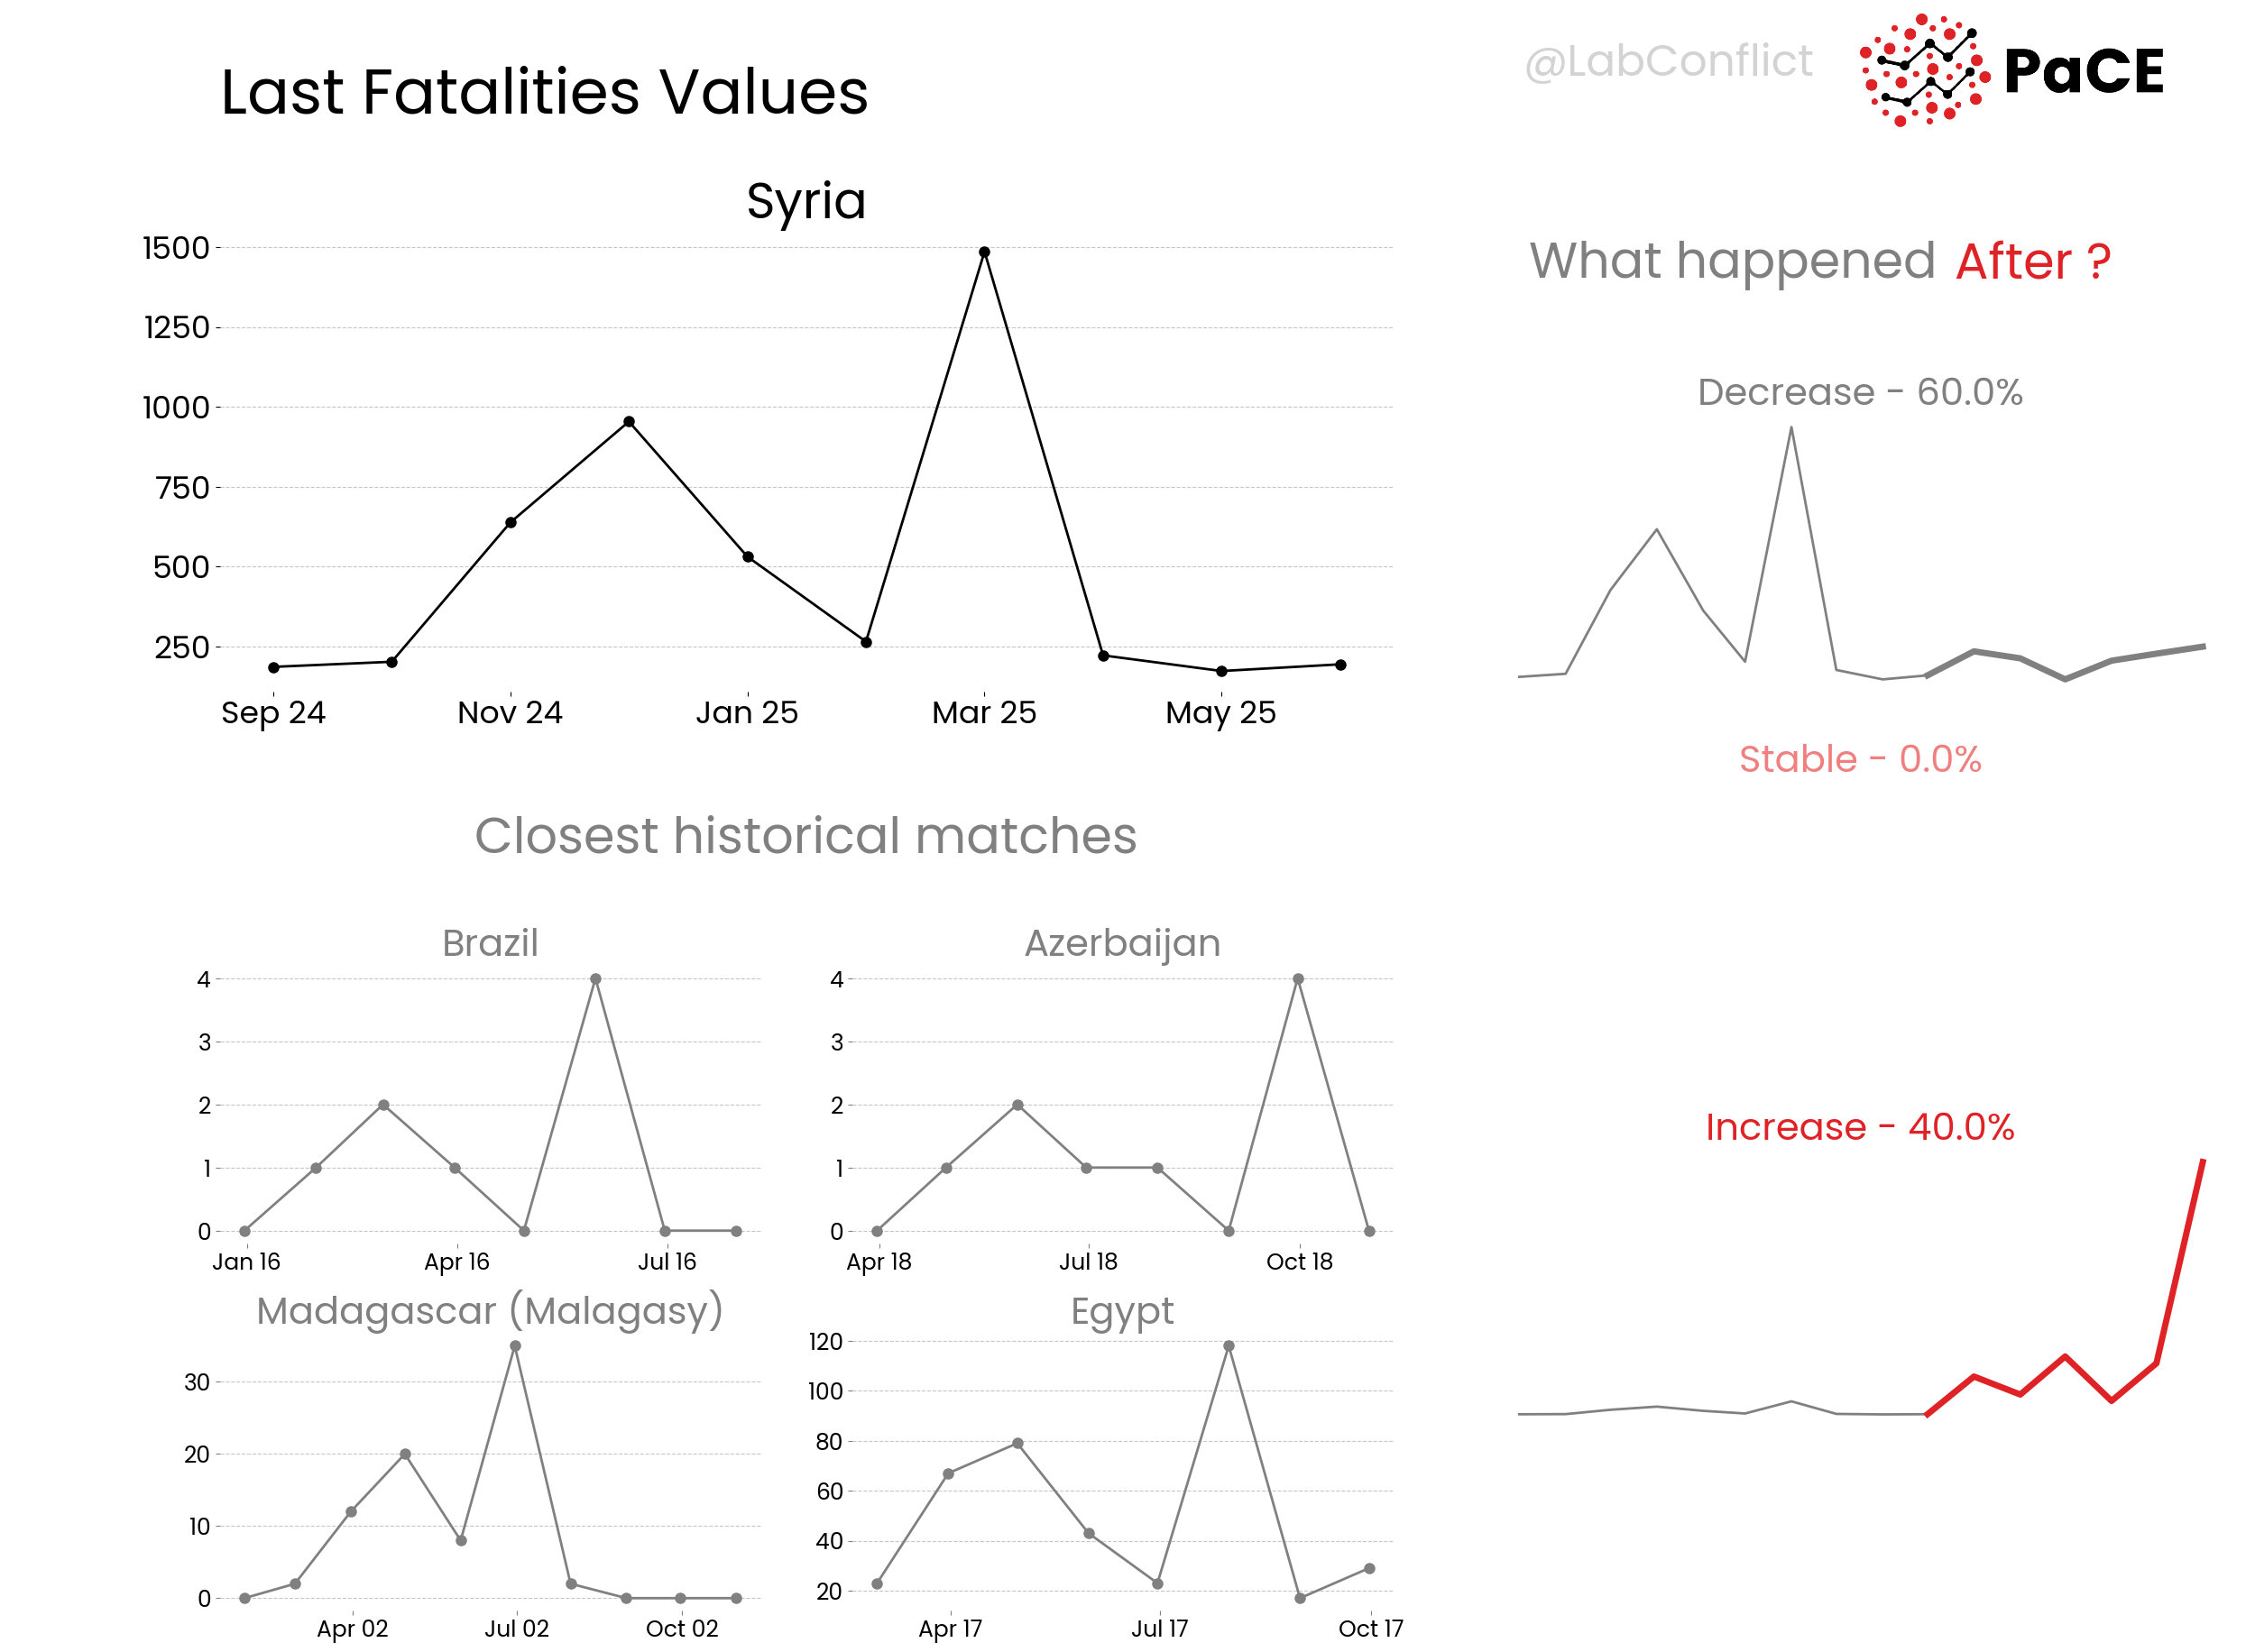 @LabConflict
PaCE
Last Fatalities Values
Syria
1500
1250
1000
750
500
250
Sep 24 Nov 24 Jan 25 Mar 25 May 25
What happened After ?
Decrease - 60.0%
Stable - 0.0%
Increase - 40.0%
Closest historical matches
Brazil
4
3
2
1
0
Jan 16 Apr 16 Jul 16
Azerbaijan
4
3
2
1
0
Apr 18 Jul 18 Oct 18
Madagascar (Malagasy)
30
20
10
0
Apr 02 Jul 02 Oct 02
Egypt
120
100
80
60
40
20
Apr 17 Jul 17 Oct 17